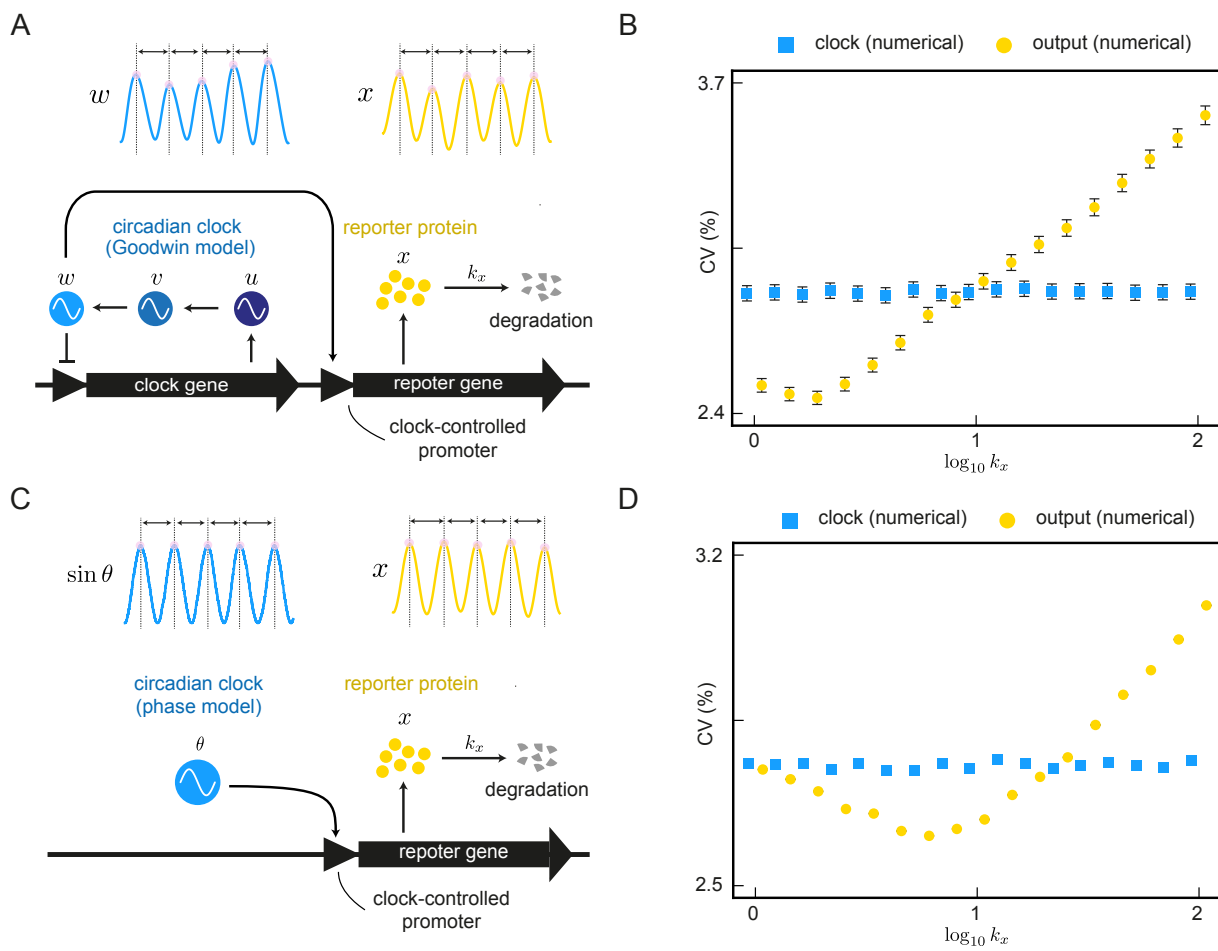 A
w
x
circadian clock
(Goodwin model)
reporter protein
w
v
u
x
k_x
degradation
clock gene
repoter gene
clock-controlled
promoter
B
clock (numerical)
output (numerical)
3.7
CV (%)
2.4
0
1
2
log₁₀ k_x
C
sin θ
x
circadian clock
(phase model)
reporter protein
θ
x
k_x
degradation
repoter gene
clock-controlled
promoter
D
clock (numerical)
output (numerical)
3.2
CV (%)
2.5
0
1
2
log₁₀ k_x